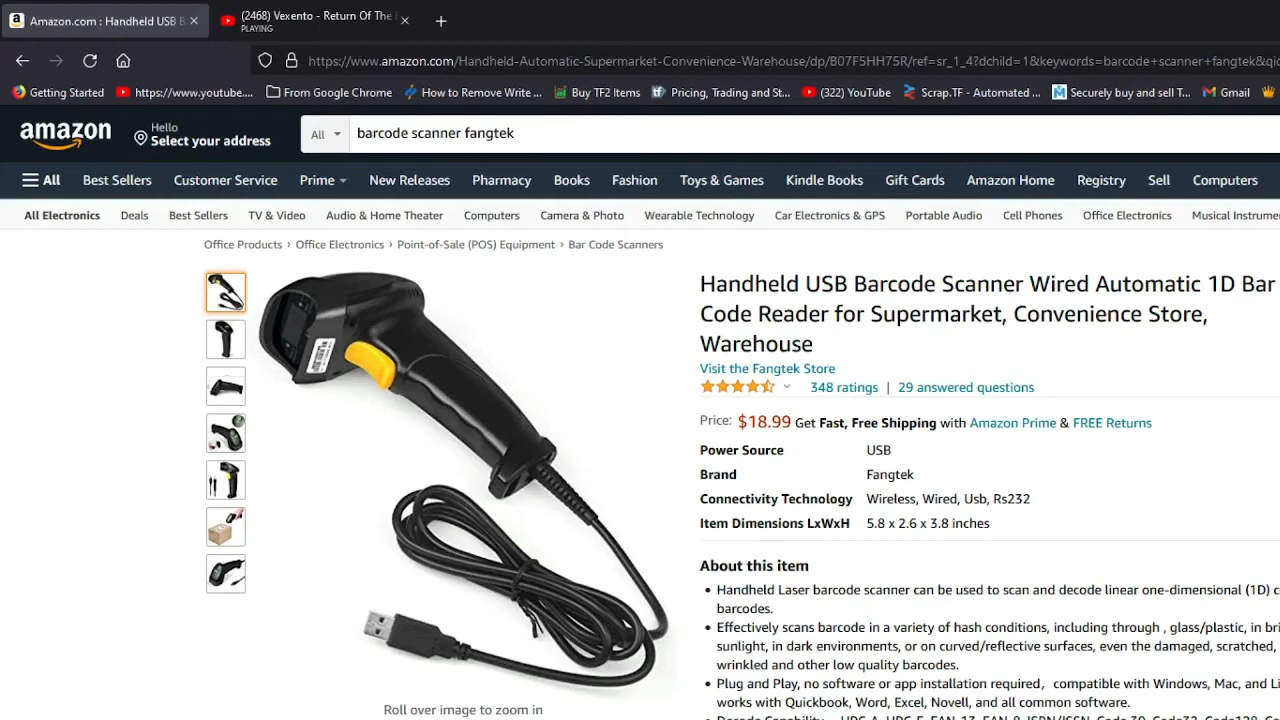 Amazon.com : Handheld USB B
(2468) Vexento - Return Of The
PLAYING
https://www.amazon.com/Handheld-Automatic-Supermarket-Convenience-Warehouse/dp/B07F5HH75R/ref=sr_1_4?dchild=1&keywords=barcode+scanner+fangtek&qid
Getting Started https://www.youtube.... From Google Chrome How to Remove Write ... Buy TF2 Items Pricing, Trading and St... (322) YouTube Scrap.TF - Automated ... Securely buy and sell T... Gmail
amazon
Hello
Select your address
All
barcode scanner fangtek
All Best Sellers Customer Service Prime New Releases Pharmacy Books Fashion Toys & Games Kindle Books Gift Cards Amazon Home Registry Sell Computers
All Electronics Deals Best Sellers TV & Video Audio & Home Theater Computers Camera & Photo Wearable Technology Car Electronics & GPS Portable Audio Cell Phones Office Electronics Musical Instrume
Office Products › Office Electronics › Point-of-Sale (POS) Equipment › Bar Code Scanners
Handheld USB Barcode Scanner Wired Automatic 1D Bar
Code Reader for Supermarket, Convenience Store,
Warehouse
Visit the Fangtek Store
348 ratings | 29 answered questions
Price: $18.99 Get Fast, Free Shipping with Amazon Prime & FREE Returns
Power Source USB
Brand Fangtek
Connectivity Technology Wireless, Wired, Usb, Rs232
Item Dimensions LxWxH 5.8 x 2.6 x 3.8 inches
About this item
• Handheld Laser barcode scanner can be used to scan and decode linear one-dimensional (1D) c
barcodes.
• Effectively scans barcode in a variety of hash conditions, including through , glass/plastic, in bri
sunlight, in dark environments, or on curved/reflective surfaces, even the damaged, scratched,
wrinkled and other low quality barcodes.
• Plug and Play, no software or app installation required, compatible with Windows, Mac, and Li
works with Quickbook, Word, Excel, Novell, and all common software.
Roll over image to zoom in